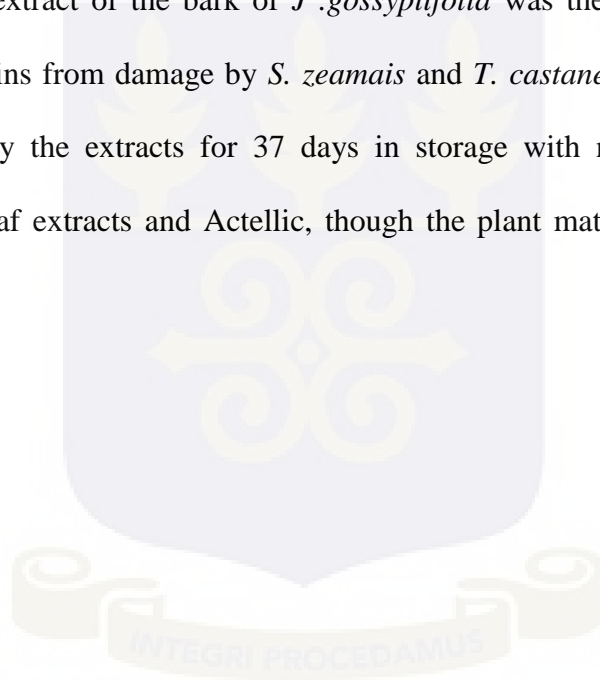 extract of the bark of J .gossypiifolia was the
ins from damage by S. zeamais and T. castane
y the extracts for 37 days in storage with
af extracts and Actellic, though the plant mat
INTEGRI PROCEDAMUS